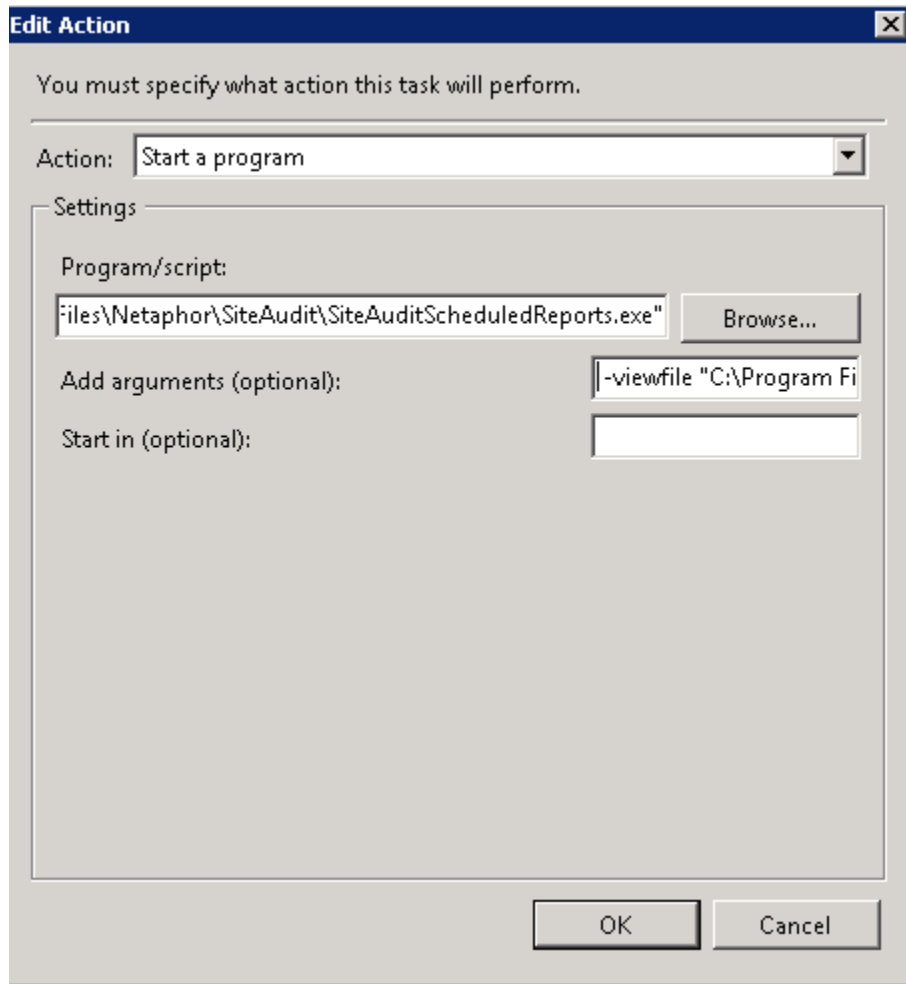 Edit Action
You must specify what action this task will perform.
Action: Start a program
Settings
Program/script:
Files\Netaphor\SiteAudit\SiteAuditScheduledReports.exe" Browse...
Add arguments (optional): -viewfile "C:\Program Fi
Start in (optional):
OK Cancel